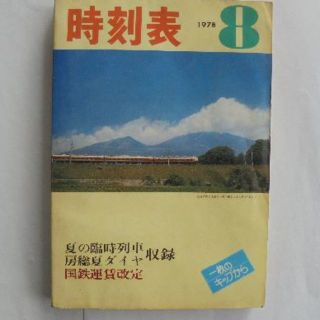 時刻表
1978
8
夏の臨時列車
房総夏ダイヤ
収録
国鉄運賃改定
一枚の
キップから